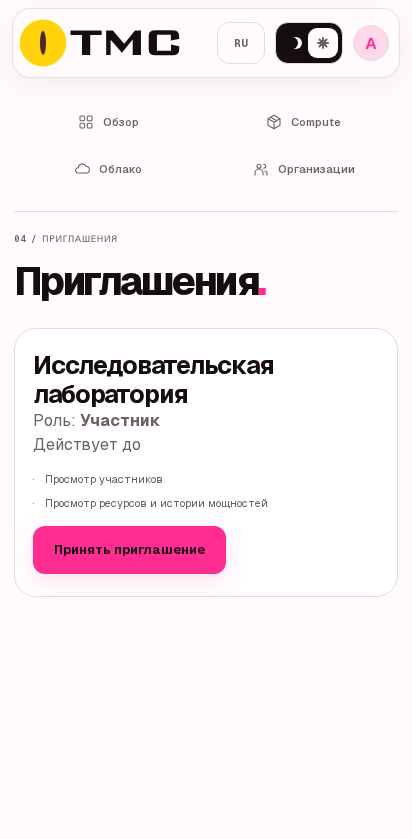 TMC
RU
A
Обзор
Compute
Облако
Организации
04 / ПРИГЛАШЕНИЯ
Приглашения.
Исследовательская
лаборатория
Роль: Участник
Действует до
· Просмотр участников
· Просмотр ресурсов и истории мощностей
Принять приглашение